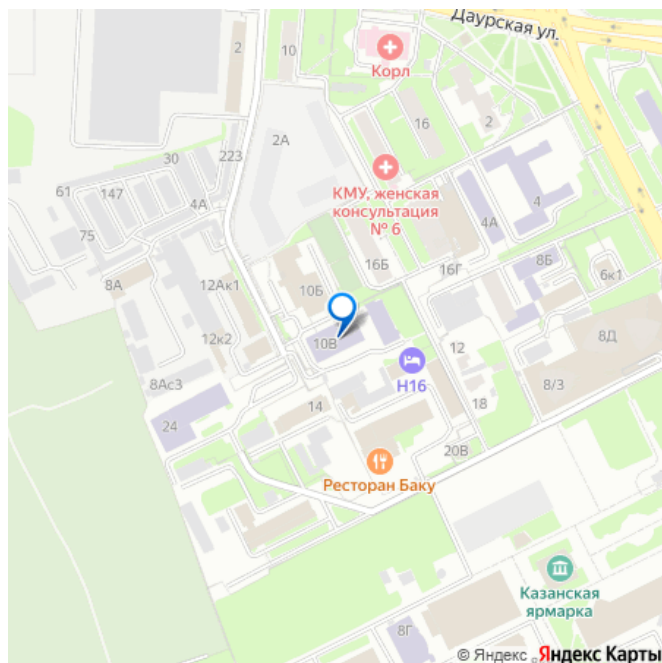 Даурская ул.
2
10
Корл
16
2
2А
30
223
61
147
КМУ, женская
консультация
№ 6
4
4А
4А
75
16Б
16Г
8Б
6к1
8А
12Ак1
10Б
12к2
10В
8Д
12
8Ас3
Н16
8/3
14
18
24
20В
Ресторан Баку
Казанская
ярмарка
8Г
© Яндекс Яндекс Карты